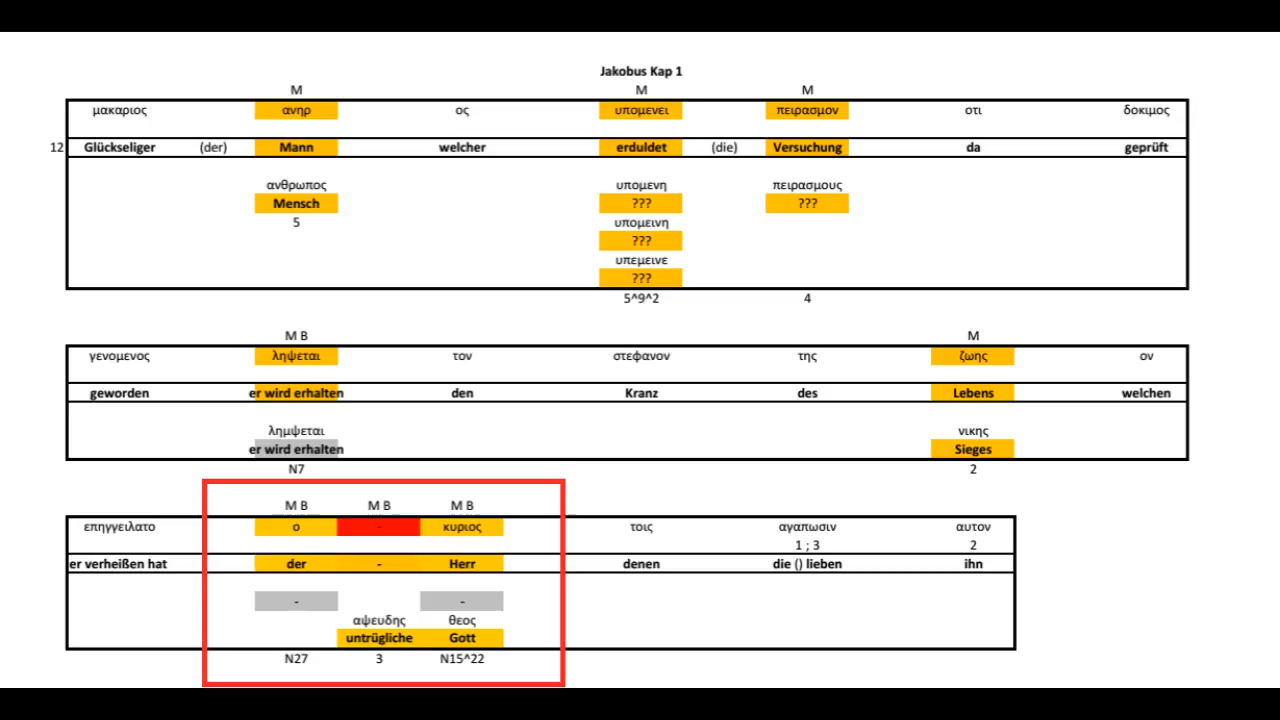 Jakobus Kap 1
M M M
μακαριος ανηρ ος υπομενει πειρασμον οτι δοκιμος
12 Glückseliger (der) Mann welcher erduldet (die) Versuchung da geprüft
ανθρωπος υπομενη πειρασμους
Mensch ??? ???
5 υπομεινη
???
υπεμεινε
???
5^9^2 4
M B M
γενομενος ληψεται τον στεφανον της ζωης ον
geworden er wird erhalten den Kranz des Lebens welchen
λημψεται νικης
er wird erhalten Sieges
N7 2
M B M B M B
επηγγειλατο ο - κυριος τοις αγαπωσιν αυτον
1 ; 3 2
er verheißen hat der - Herr denen die () lieben ihn
- -
αψευδης θεος
untrügliche Gott
N27 3 N15^22